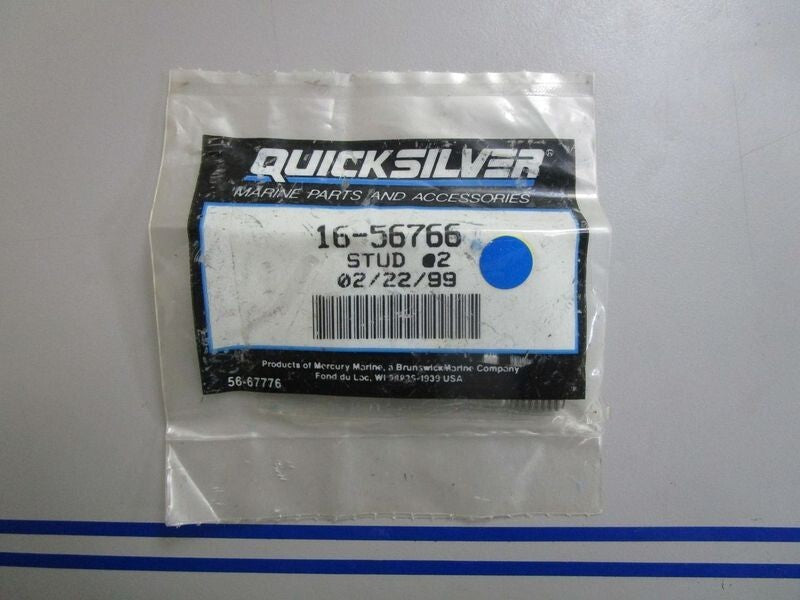 QUICKSILVER®
MARINE PARTS AND ACCESSORIES
16-56766
STUD @2
02/22/99
Products of Mercury Marine, a Brunswick Marine Company
Fond du Lac, WI 54935-1939 USA
56-67776